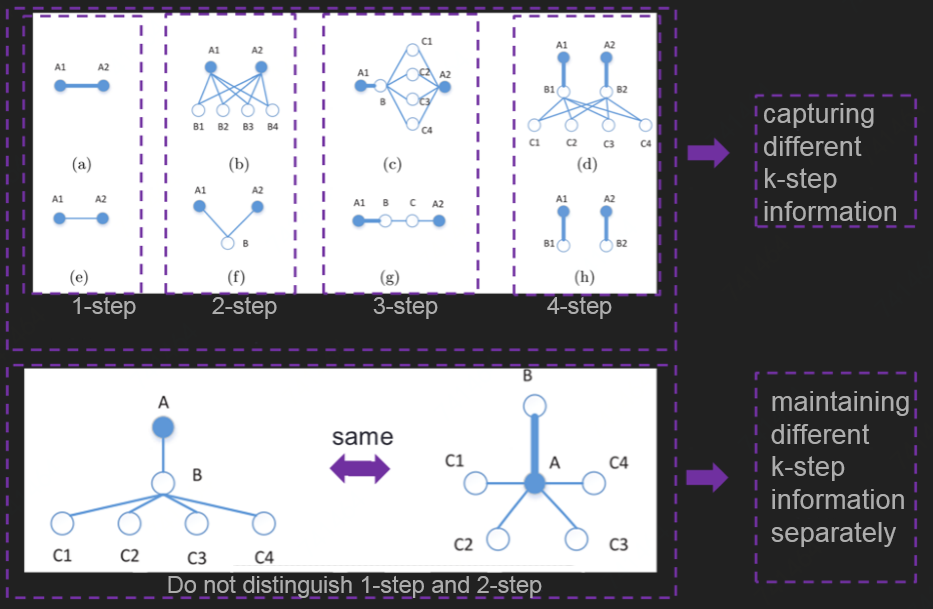 A1 A2
(a)
A1 A2
B1 B2 B3 B4
(b)
C1
A1 C2 A2
B C3
C4
(c)
A1 A2
B1 B2
C1 C2 C3 C4
(d)
A1 A2
(e)
A1 A2
B
(f)
A1 B C A2
(g)
A1 A2
B1 B2
(h)
1-step 2-step 3-step 4-step
capturing
different
k-step
information
A
B
C1 C2 C3 C4
same
B
C1 A C4
C2 C3
Do not distinguish 1-step and 2-step
maintaining
different
k-step
information
separately